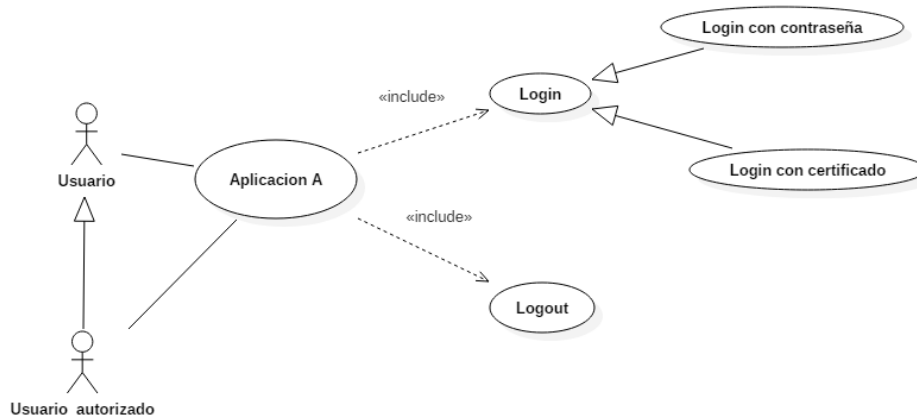 Login con contraseña
«include»
Login
Usuario
Aplicacion A
Login con certificado
«include»
Logout
Usuario autorizado